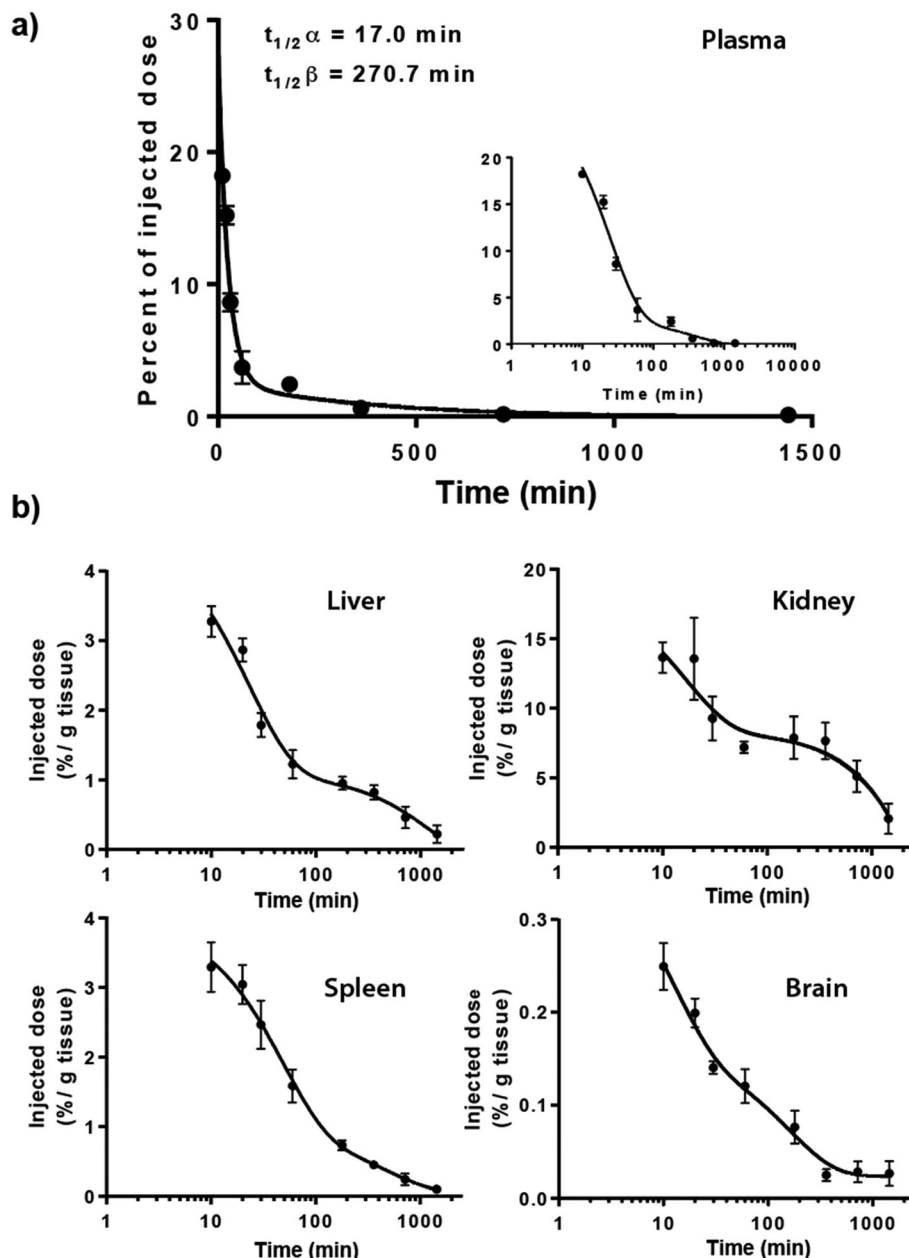 a)
30
20
10
0
Percent of injected dose
t1/2 α = 17.0 min
t1/2 β = 270.7 min
Plasma
20
15
10
5
0
1 10 100 1000 10000
Time (min)
0 500 1000 1500
Time (min)
b)
Liver
Injected dose
(%/ g tissue)
4
3
2
1
0
1 10 100 1000
Time (min)
Kidney
Injected dose
(%/ g tissue)
20
15
10
5
0
1 10 100 1000
Time (min)
Spleen
Injected dose
(%/ g tissue)
4
3
2
1
0
1 10 100 1000
Time (min)
Brain
Injected dose
(%/ g tissue)
0.3
0.2
0.1
0.0
1 10 100 1000
Time (min)